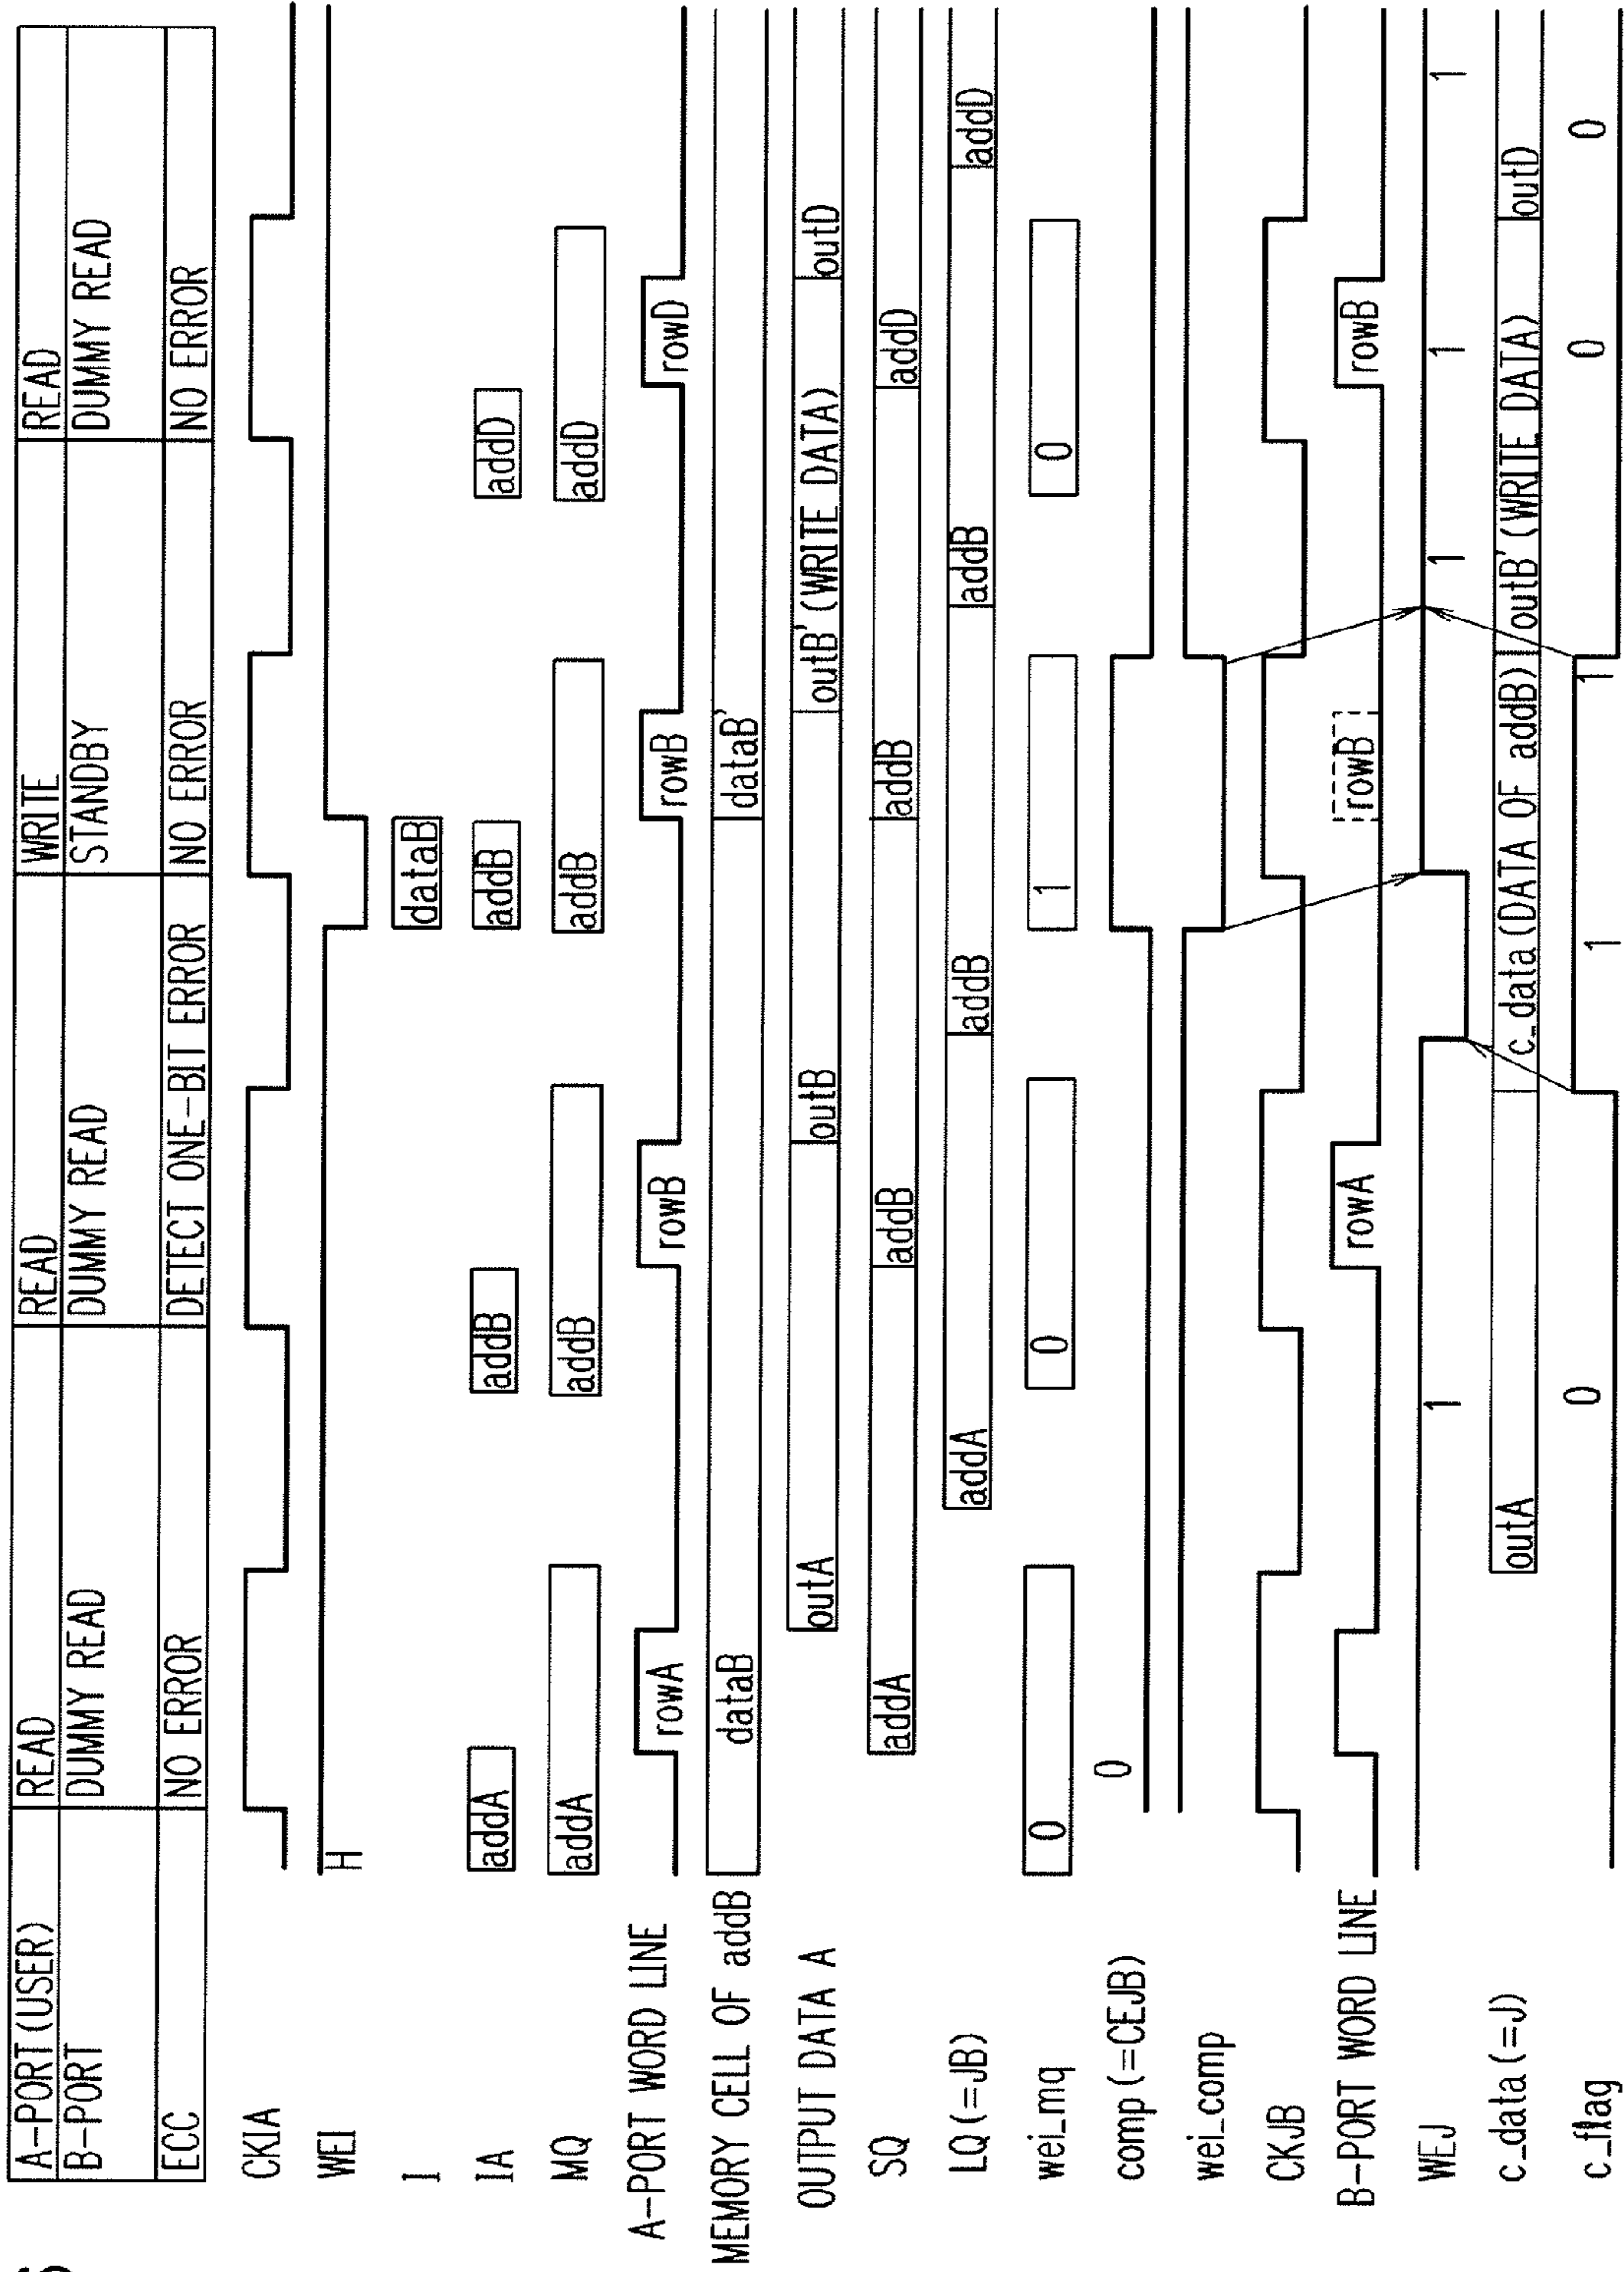 A-PORT (USER) READ READ WRITE READ
B-PORT DUMMY READ DUMMY READ STANDBY DUMMY READ
ECC NO ERROR DETECT ONE-BIT ERROR NO ERROR NO ERROR
CKIA
WEI H
I dataB
IA addA addB addB addD
MQ addA addB addB addD
A-PORT WORD LINE rowA rowB rowB rowD
MEMORY CELL OF addB dataB dataB'
OUTPUT DATA A outA outB outB' (WRITE DATA) outD
SQ addA addB addB addD
LQ (=JB) addA addB addB addD
wei_mq 0 0 1 0
comp (=CEJB) 0
wei_comp
CKJB
B-PORT WORD LINE rowA rowB rowB
WEJ 1 1 1 1
c_data (=J) outA c_data (DATA OF addB) outB' (WRITE DATA) outD
c_flag 0 1 1 0 0